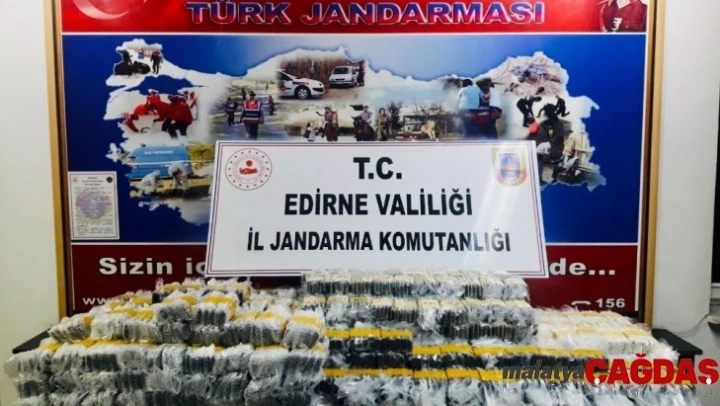 TÜRK JANDARMASI
T.C.
EDİRNE VALİLİĞİ
İL JANDARMA KOMUTANLIĞI
Sizin iç
de...
156
malatya ÇAĞDAŞ